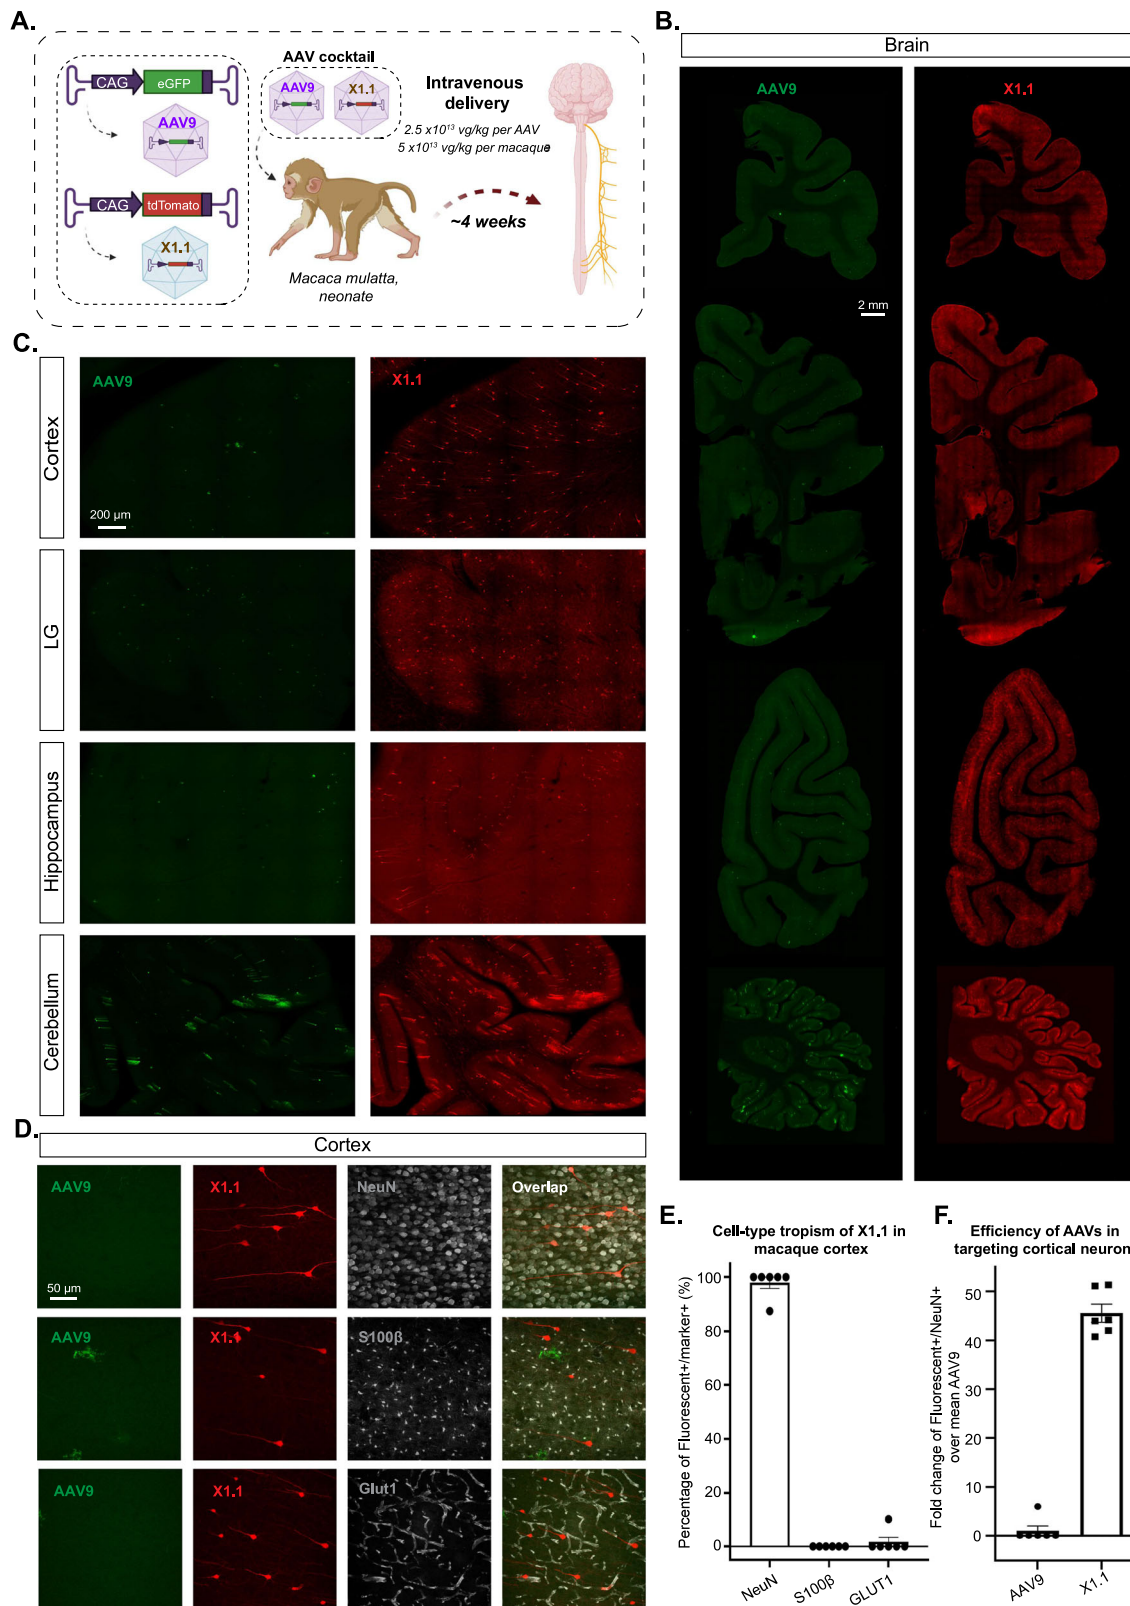 A.
CAG
eGFP
AAV9
CAG
tdTomato
X1.1
AAV cocktail
AAV9
X1.1
Intravenous
delivery
2.5 x10¹³ vg/kg per AAV
5 x10¹³ vg/kg per macaque
~4 weeks
Macaca mulatta,
neonate
B.
Brain
AAV9
X1.1
2 mm
C.
AAV9
X1.1
Cortex
200 µm
LG
Hippocampus
Cerebellum
D.
Cortex
AAV9
X1.1
NeuN
Overlap
50 µm
AAV9
X1.1
S100β
AAV9
X1.1
Glut1
E.
Cell-type tropism of X1.1 in
macaque cortex
Percentage of Fluorescent+/marker+ (%)
100
80
60
40
20
0
NeuN
S100β
GLUT1
F.
Efficiency of AAVs in
targeting cortical neuron
Fold change of Fluorescent+/NeuN+
over mean AAV9
50
40
30
20
10
0
AAV9
X1.1